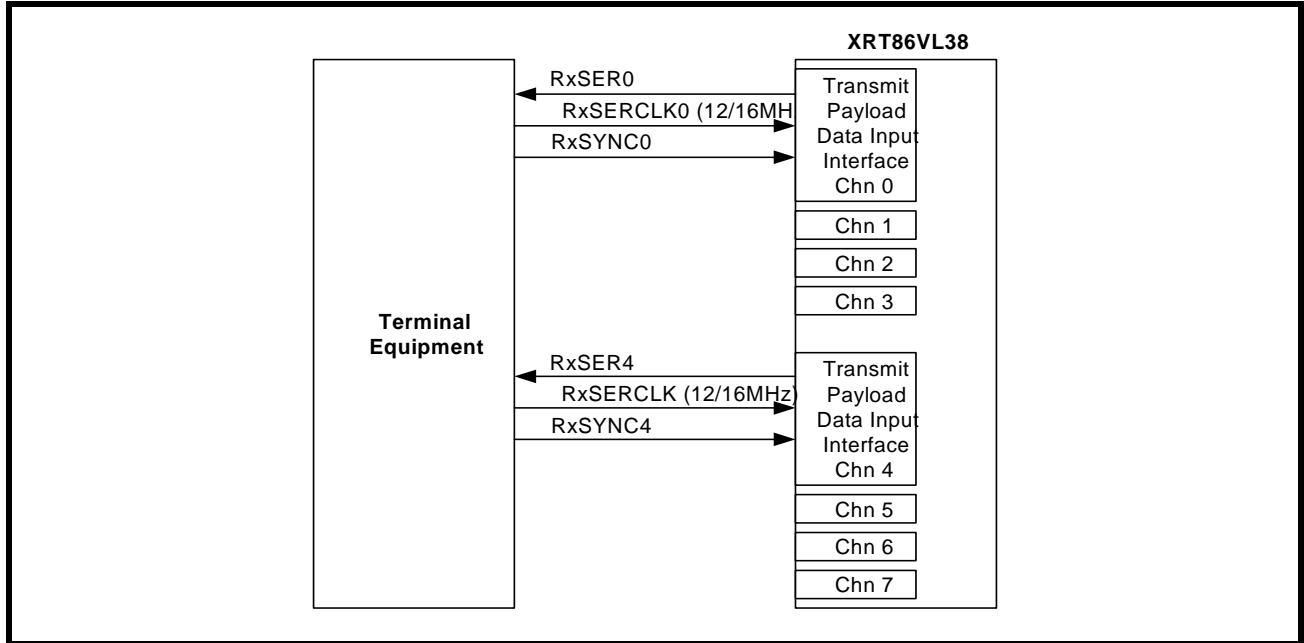 XRT86VL38
RxSER0
RxSERCLK0 (12/16MH
RxSYNC0
Transmit
Payload
Data Input
Interface
Chn 0
Chn 1
Chn 2
Chn 3
Terminal
Equipment
RxSER4
RxSERCLK (12/16MHz)
RxSYNC4
Transmit
Payload
Data Input
Interface
Chn 4
Chn 5
Chn 6
Chn 7